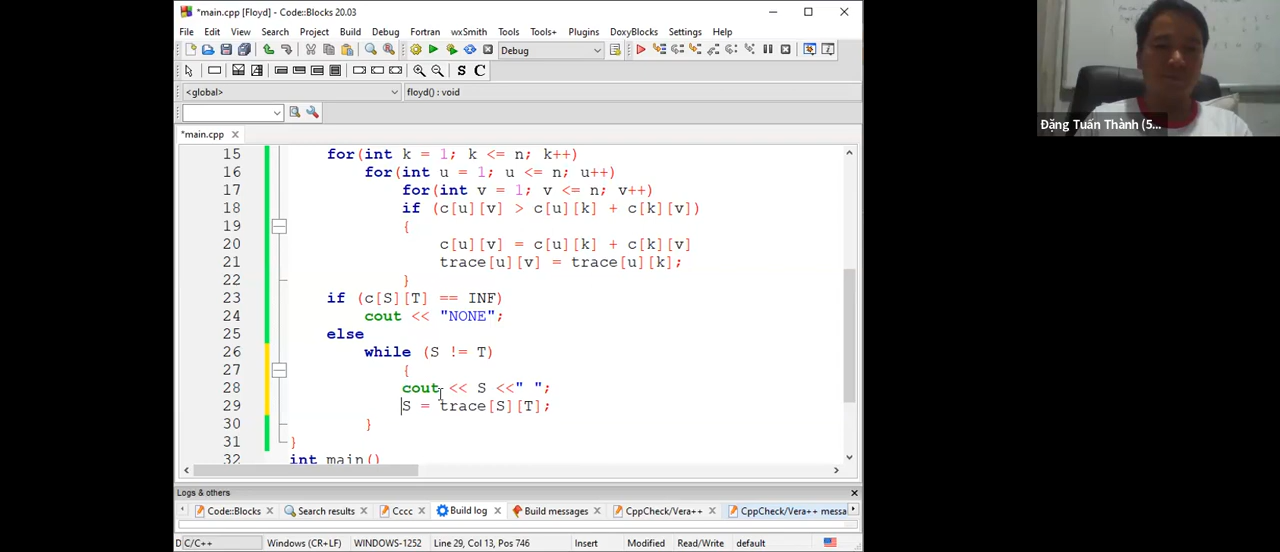 *main.cpp [Floyd] - Code::Blocks 20.03
File Edit View Search Project Build Debug Fortran wxSmith Tools Tools+ Plugins DoxyBlocks Settings Help
Debug
S C
<global> floyd() : void
*main.cpp
15 for(int k = 1; k <= n; k++)
16 for(int u = 1; u <= n; u++)
17 for(int v = 1; v <= n; v++)
18 if (c[u][v] > c[u][k] + c[k][v])
19 {
20 c[u][v] = c[u][k] + c[k][v]
21 trace[u][v] = trace[u][k];
22 }
23 if (c[S][T] == INF)
24 cout << "NONE";
25 else
26 while (S != T)
27 {
28 cout << S <<" ";
29 S = trace[S][T];
30 }
31 }
32 int main()
Logs & others
Code::Blocks Search results Cccc Build log Build messages CppCheck/Vera++ CppCheck/Vera++ messa
D C/C++ Windows (CR+LF) WINDOWS-1252 Line 29, Col 13, Pos 746 Insert Modified Read/Write default
Đặng Tuấn Thành (5...